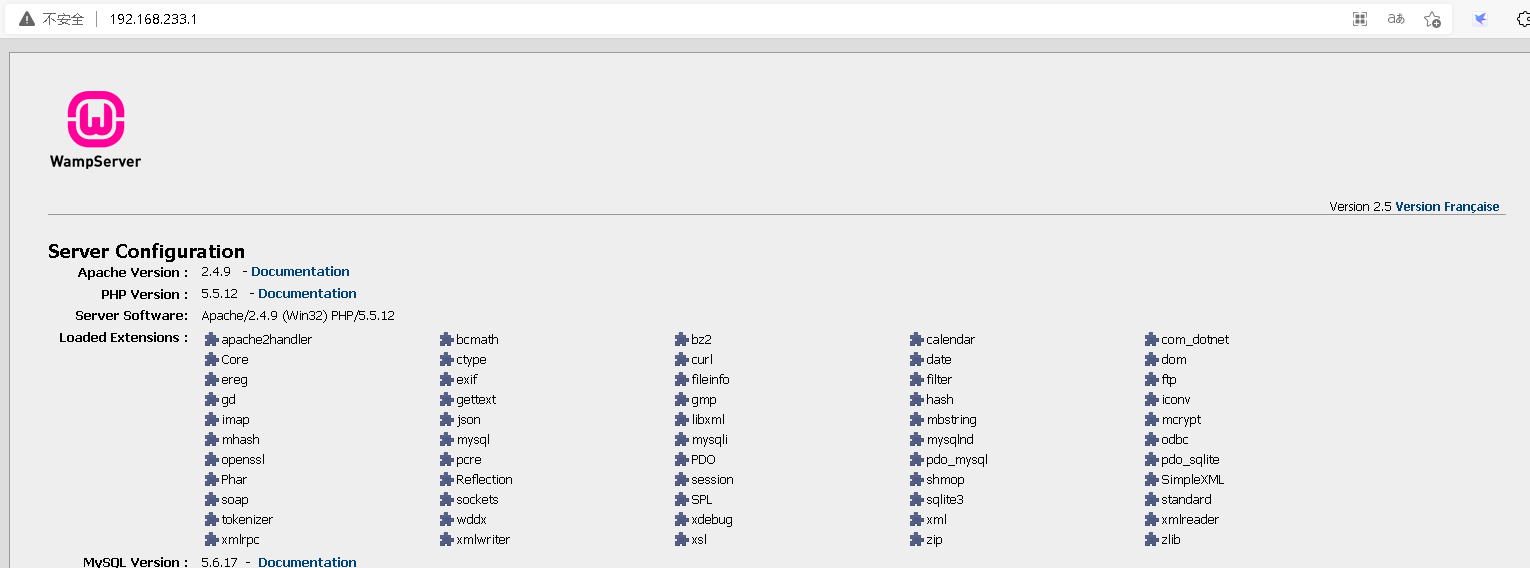 不安全 192.168.233.1 aあ
WampServer
Version 2.5 Version Française
Server Configuration
Apache Version : 2.4.9 - Documentation
PHP Version : 5.5.12 - Documentation
Server Software: Apache/2.4.9 (Win32) PHP/5.5.12
Loaded Extensions : apache2handler bcmath bz2 calendar com_dotnet
Core ctype curl date dom
ereg exif fileinfo filter ftp
gd gettext gmp hash iconv
imap json libxml mbstring mcrypt
mhash mysql mysqli mysqlnd odbc
openssl pcre PDO pdo_mysql pdo_sqlite
Phar Reflection session shmop SimpleXML
soap sockets SPL sqlite3 standard
tokenizer wddx xdebug xml xmlreader
xmlrpc xmlwriter xsl zip zlib
MySQL Version : 5.6.17 - Documentation